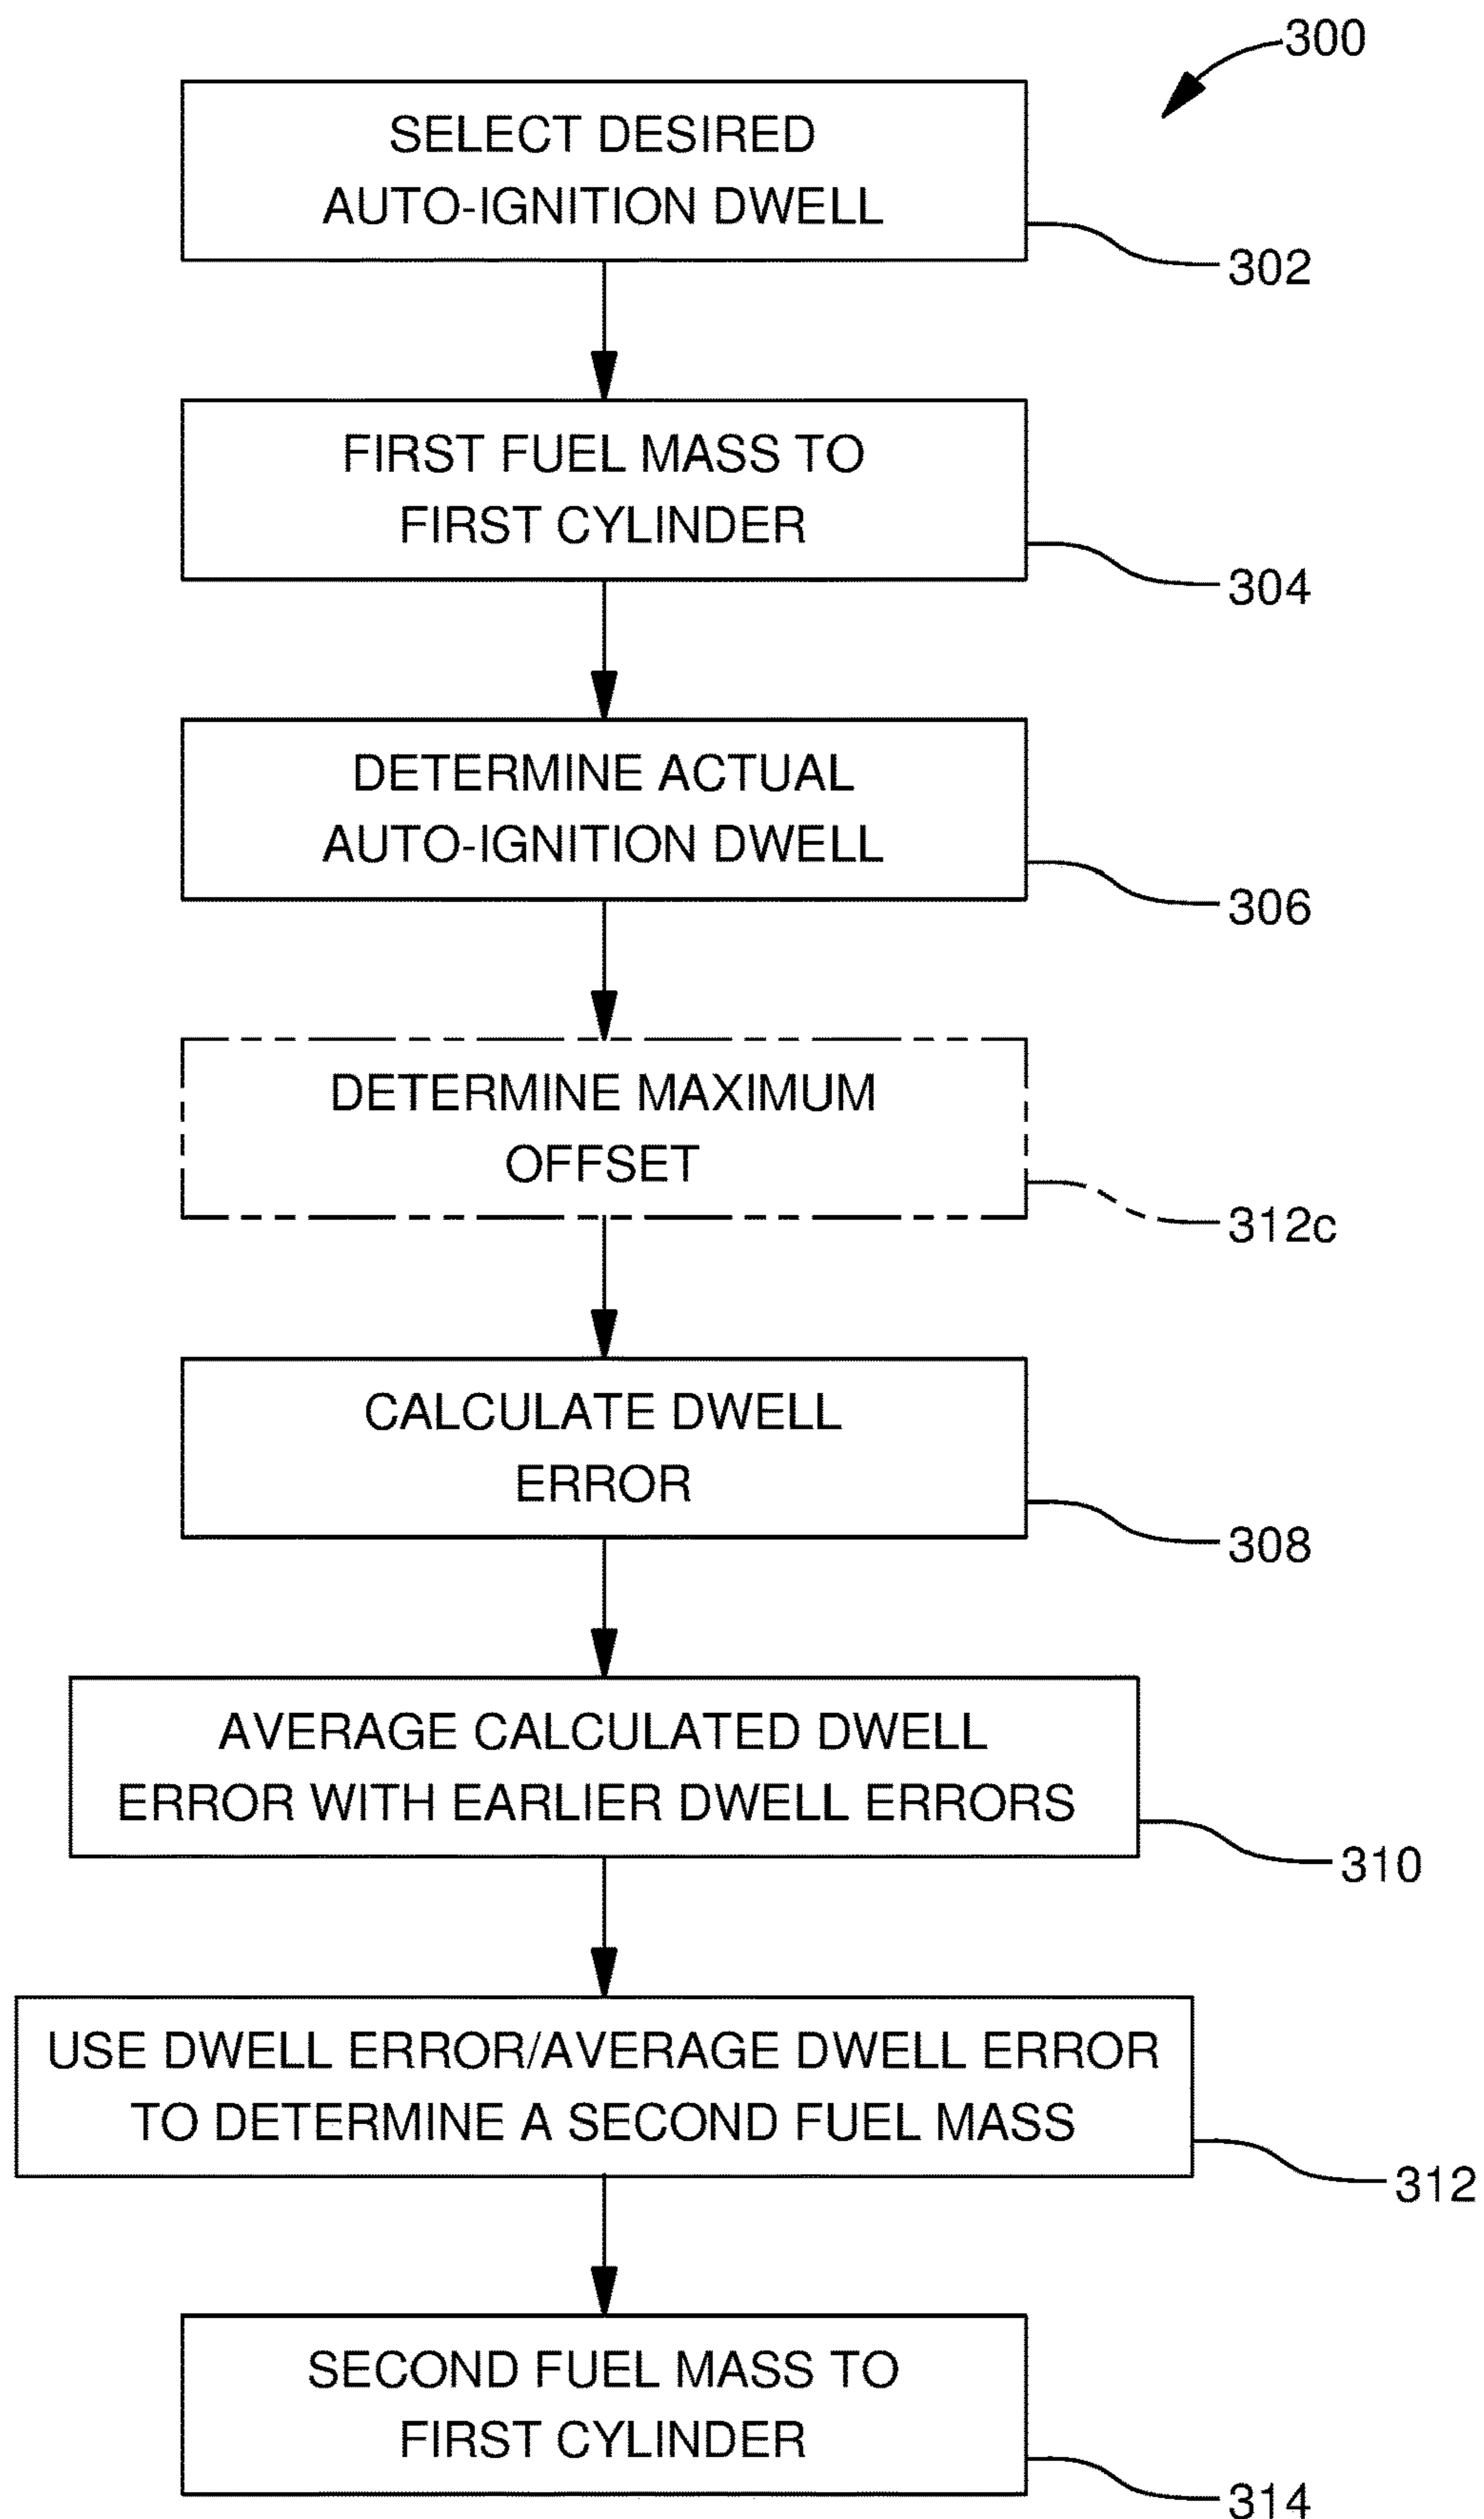 300
SELECT DESIRED
AUTO-IGNITION DWELL
302
FIRST FUEL MASS TO
FIRST CYLINDER
304
DETERMINE ACTUAL
AUTO-IGNITION DWELL
306
DETERMINE MAXIMUM
OFFSET
312c
CALCULATE DWELL
ERROR
308
AVERAGE CALCULATED DWELL
ERROR WITH EARLIER DWELL ERRORS
310
USE DWELL ERROR/AVERAGE DWELL ERROR
TO DETERMINE A SECOND FUEL MASS
312
SECOND FUEL MASS TO
FIRST CYLINDER
314